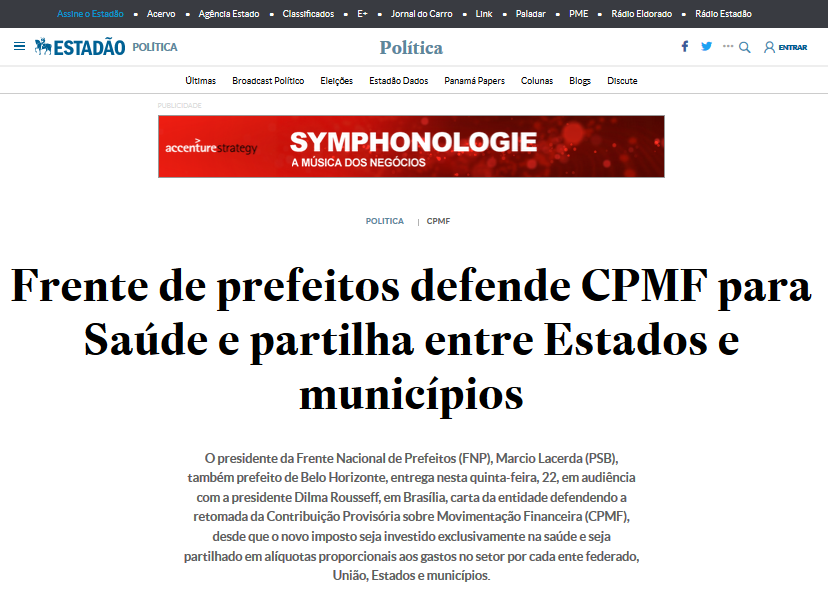 Assine o Estadão Acervo Agência Estado Classificados E+ Jornal do Carro Link Paladar PME Rádio Eldorado Rádio Estadão
ESTADÃO POLÍTICA Política ENTRAR
Últimas Broadcast Político Eleições Estadão Dados Panamá Papers Colunas Blogs Discute
PUBLICIDADE
accenturestrategy
SYMPHONOLOGIE
A MÚSICA DOS NEGÓCIOS
POLITICA | CPMF
Frente de prefeitos defende CPMF para
Saúde e partilha entre Estados e
municípios
O presidente da Frente Nacional de Prefeitos (FNP), Marcio Lacerda (PSB),
também prefeito de Belo Horizonte, entrega nesta quinta-feira, 22, em audiência
com a presidente Dilma Rousseff, em Brasília, carta da entidade defendendo a
retomada da Contribuição Provisória sobre Movimentação Financeira (CPMF),
desde que o novo imposto seja investido exclusivamente na saúde e seja
partilhado em alíquotas proporcionais aos gastos no setor por cada ente federado,
União, Estados e municípios.